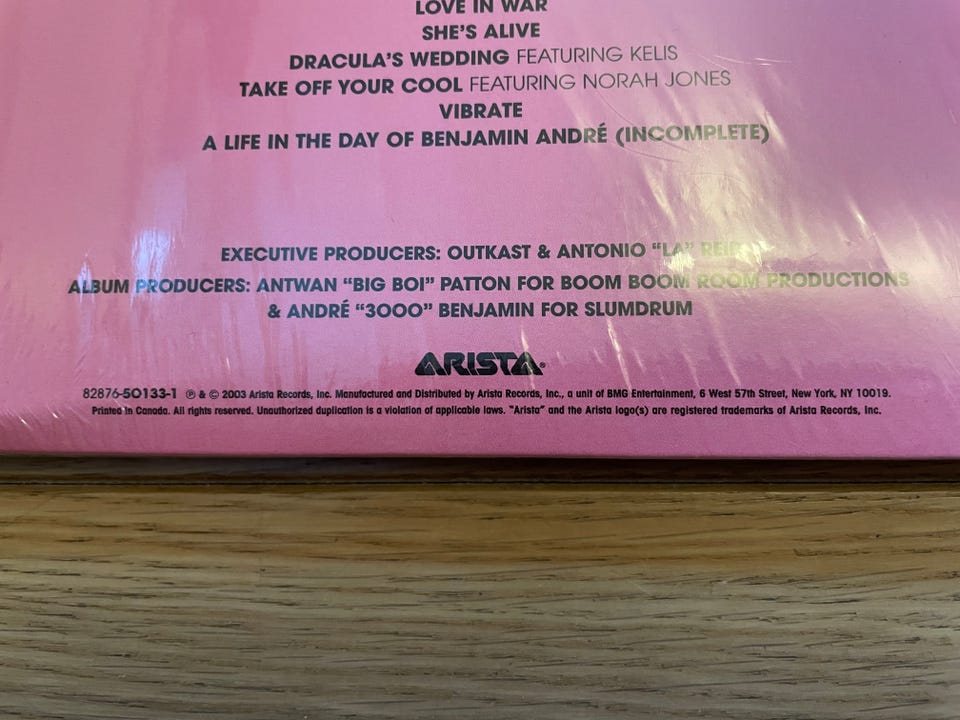 LOVE IN WAR
SHE'S ALIVE
DRACULA'S WEDDING FEATURING KELIS
TAKE OFF YOUR COOL FEATURING NORAH JONES
VIBRATE
A LIFE IN THE DAY OF BENJAMIN ANDRÉ (INCOMPLETE)
EXECUTIVE PRODUCERS: OUTKAST & ANTONIO “LA”
ALBUM PRODUCERS: ANTWAN “BIG BOI” PATTON FOR BOOM BOOM ROOM PRODUCTIONS
& ANDRÉ “3000” BENJAMIN FOR SLUMDRUM
ARISTA
82876-50133-1 ℗ & © 2003 Arista Records, Inc. Manufactured and Distributed by Arista Records, Inc., a unit of BMG Entertainment, 6 West 57th Street, New York, NY 10019.
Printed in Canada. All rights reserved. Unauthorized duplication is a violation of applicable laws. “Arista” and the Arista logo(s) are registered trademarks of Arista Records, Inc.